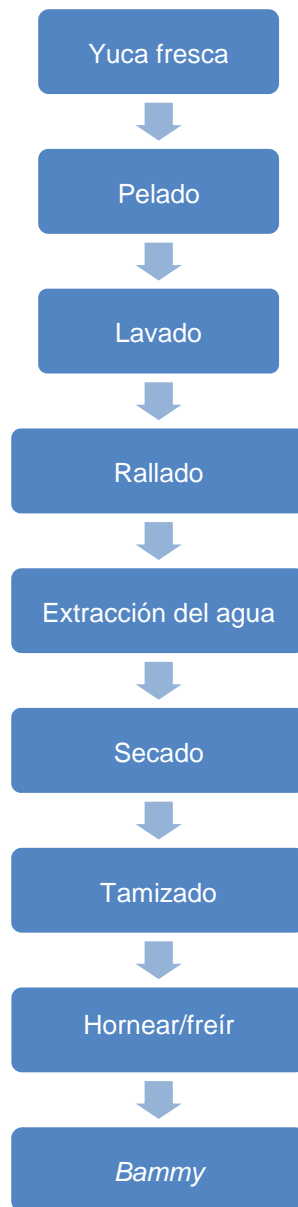 Yuca fresca
Pelado
Lavado
Rallado
Extracción del agua
Secado
Tamizado
Hornear/freír
Bammy